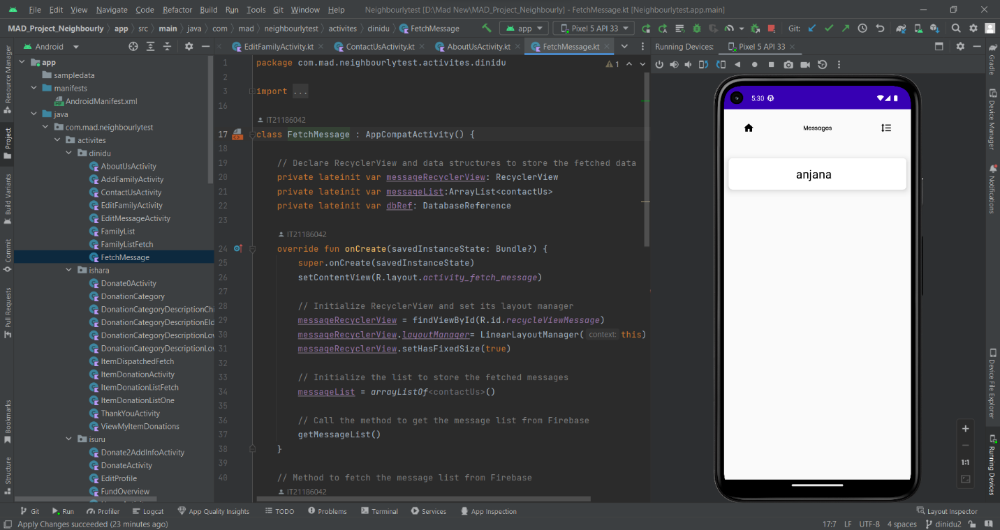 File Edit View Navigate Code Refactor Build Run Tools Git Window Help Neighbourlytest [D:\Mad New\MAD_Project_Neighbourly] - FetchMessage.kt [Neighbourlytest.app.main]
MAD_Project_Neighbourly app src main java com mad neighbourlytest activites dinidu FetchMessage app Pixel 5 API 33 Git:
Android EditFamilyActivity.kt ContactUsActivity.kt AboutUsActivity.kt FetchMessage.kt Running Devices: Pixel 5 API 33
Resource Manager
Project
Build Variants
Commit
Pull Requests
Bookmarks
Structure
app
sampledata
manifests
AndroidManifest.xml
java
com.mad.neighbourlytest
activites
dinidu
AboutUsActivity
AddFamilyActivity
ContactUsActivity
EditFamilyActivity
EditMessageActivity
FamilyList
FamilyListFetch
FetchMessage
ishara
Donate0Activity
DonationCategory
DonationCategoryDescriptionChi
DonationCategoryDescriptionEld
DonationCategoryDescriptionLov
DonationCategoryDescriptionLov
ItemDispatchedFetch
ItemDonationActivity
ItemDonationListFetch
ItemDonationListOne
ThankYouActivity
ViewMyItemDonations
isuru
Donate2AddInfoActivity
DonateActivity
EditProfile
FundOverview
1 package com.mad.neighbourlytest.activites.dinidu 1
2
3 import ...
16
IT21186042
17 class FetchMessage : AppCompatActivity() {
18
19 // Declare RecyclerView and data structures to store the fetched data
20 private lateinit var messageRecyclerView: RecyclerView
21 private lateinit var messageList:ArrayList<contactUs>
22 private lateinit var dbRef: DatabaseReference
23
IT21186042
24 override fun onCreate(savedInstanceState: Bundle?) {
25 super.onCreate(savedInstanceState)
26 setContentView(R.layout.activity_fetch_message)
27
28 // Initialize RecyclerView and set its layout manager
29 messageRecyclerView = findViewById(R.id.recycleViewMessage)
30 messageRecyclerView.layoutManager= LinearLayoutManager( context: this)
31 messageRecyclerView.setHasFixedSize(true)
32
33 // Initialize the list to store the fetched messages
34 messageList = arrayListOf<contactUs>()
35
36 // Call the method to get the message list from Firebase
37 getMessageList()
38 }
39
40 // Method to fetch the message list from Firebase
IT21186042
5:30
Messages
anjana
1:1
Gradle
Device Manager
Notifications
Device File Explorer
Running Devices
Git Run Profiler Logcat App Quality Insights TODO Problems Terminal Services App Inspection Layout Inspector
Apply Changes succeeded (23 minutes ago) 17:7 LF UTF-8 4 spaces dinidu2